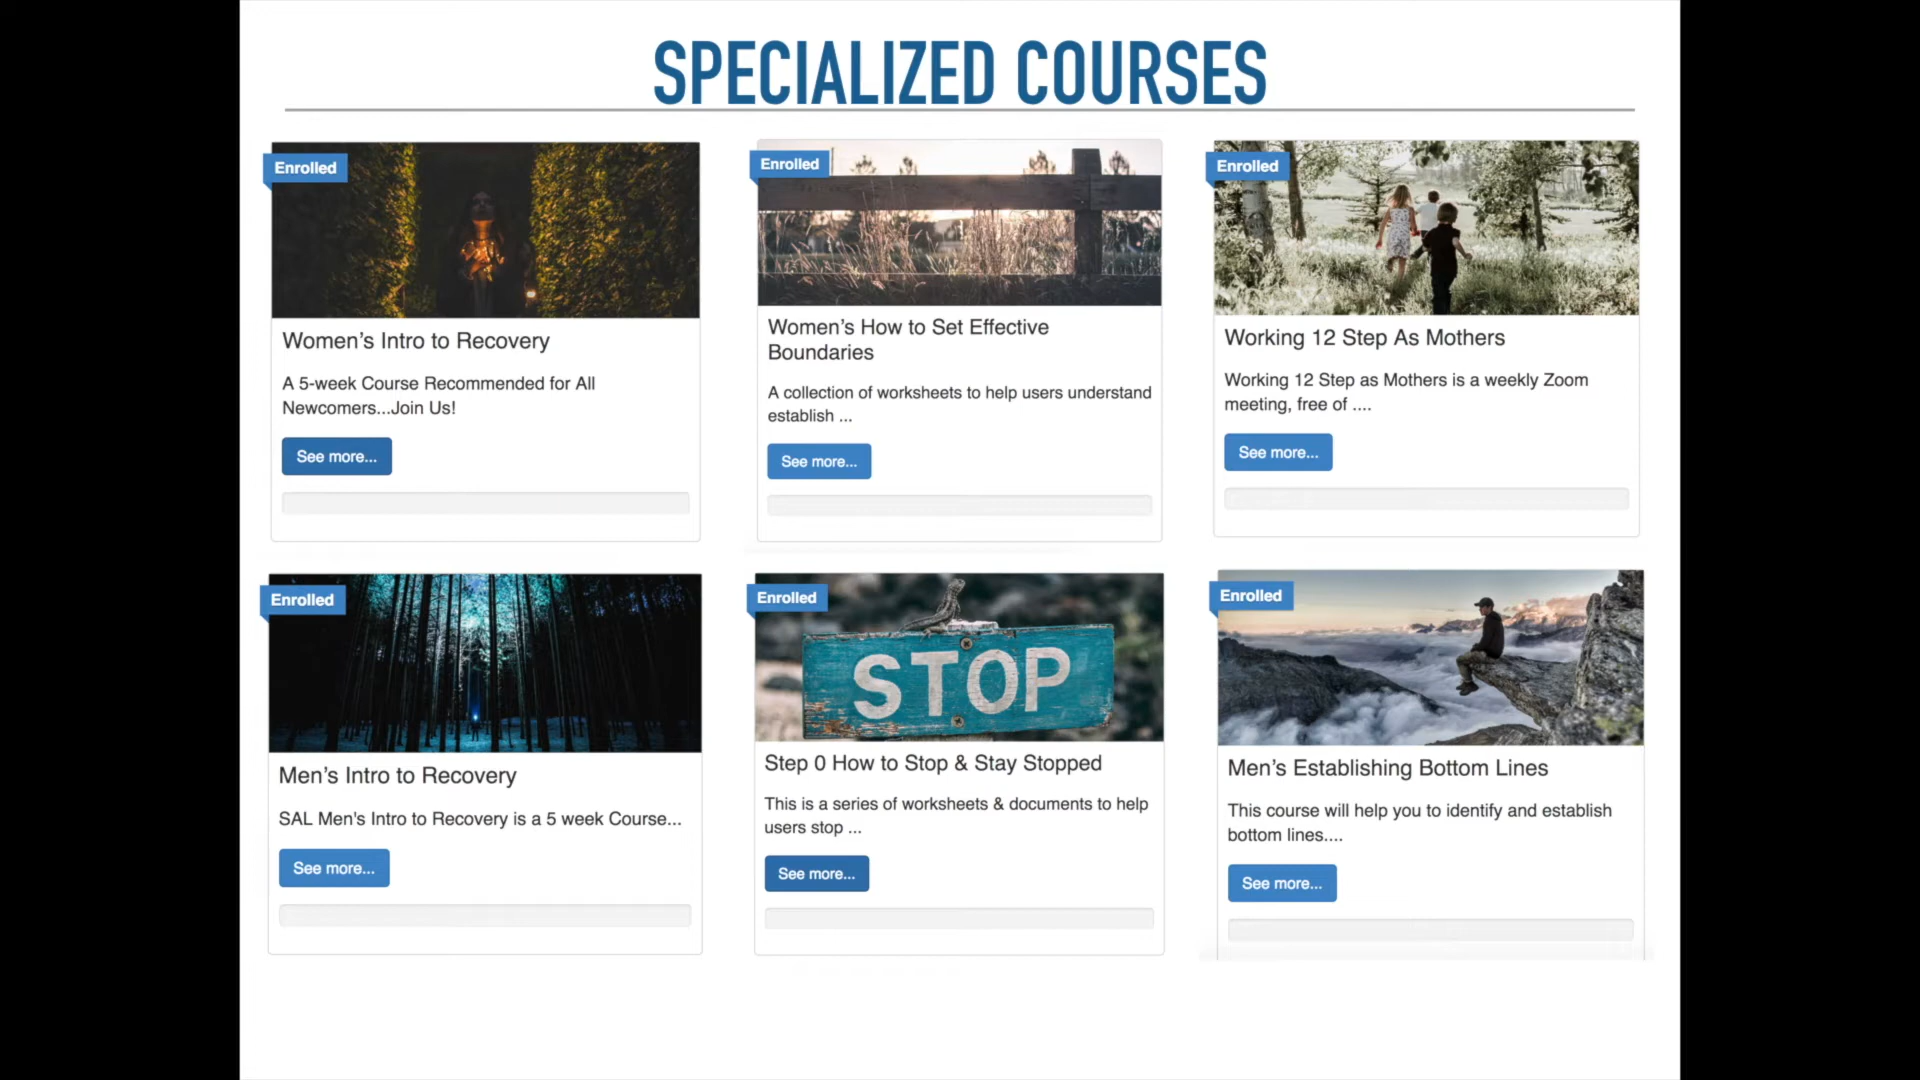 SPECIALIZED COURSES
Enrolled
Women’s Intro to Recovery
A 5-week Course Recommended for All
Newcomers...Join Us!
See more...
Enrolled
Women’s How to Set Effective
Boundaries
A collection of worksheets to help users understand
establish ...
See more...
Enrolled
Working 12 Step As Mothers
Working 12 Step as Mothers is a weekly Zoom
meeting, free of ....
See more...
Enrolled
Men’s Intro to Recovery
SAL Men's Intro to Recovery is a 5 week Course...
See more...
Enrolled
STOP
Step 0 How to Stop & Stay Stopped
This is a series of worksheets & documents to help
users stop ...
See more...
Enrolled
Men’s Establishing Bottom Lines
This course will help you to identify and establish
bottom lines....
See more...